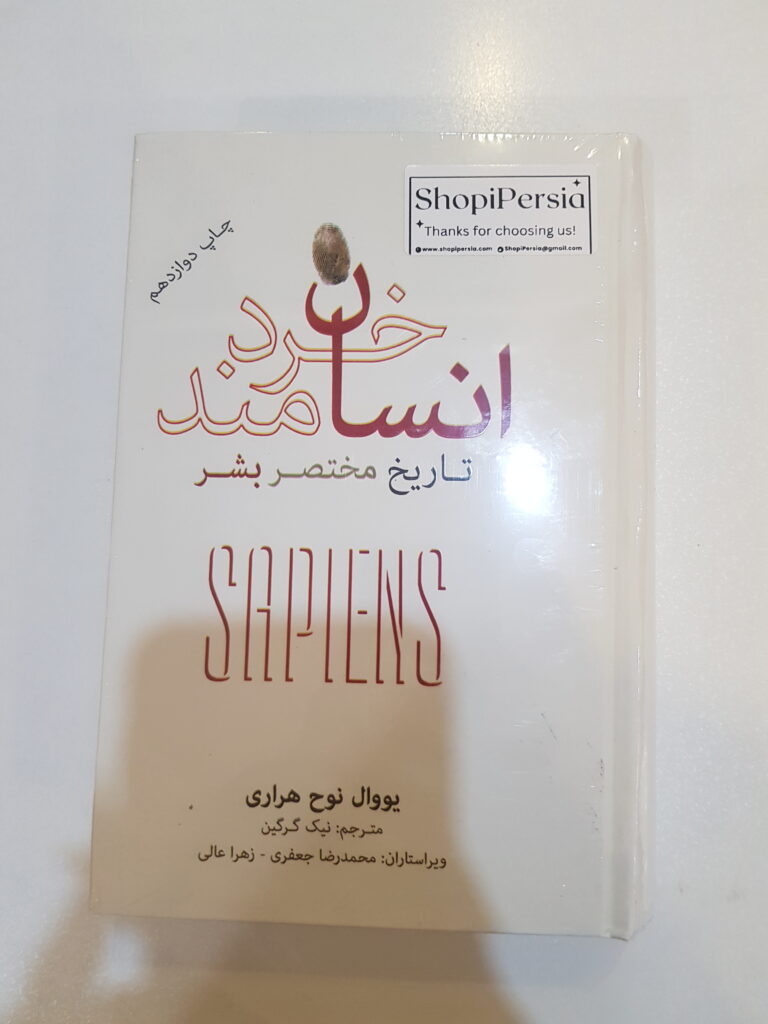 ShopiPersia
Thanks for choosing us!
www.shopipersia.com ShopiPersia@gmail.com
چاپ دوازدهم
انسان خردمند
تاریخ مختصر بشر
SAPIENS
یووال نوح هراری
مترجم: نیک گرگین
ویراستاران: محمدرضا جعفری - زهرا عالی